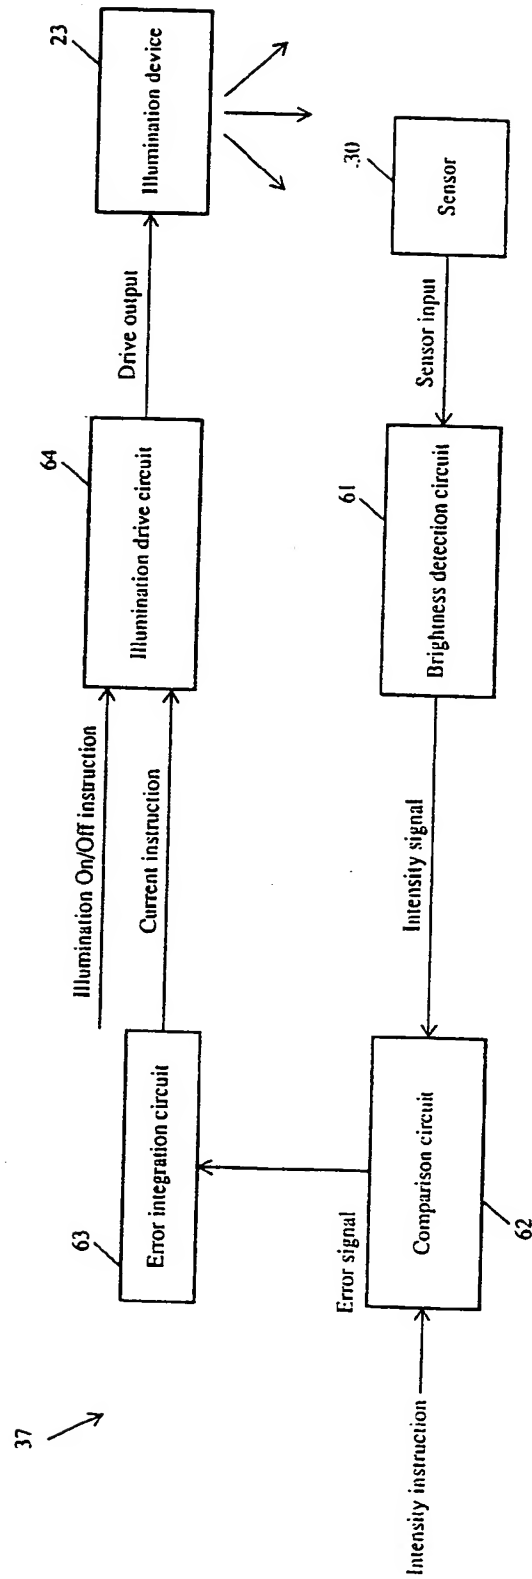 37
63
Error integration circuit
Illumination On/Off instruction
Current instruction
64
Illumination drive circuit
Drive output
23
Illumination device
Intensity instruction
Error signal
Comparison circuit
62
Intensity signal
61
Brightness detection circuit
Sensor input
30
Sensor